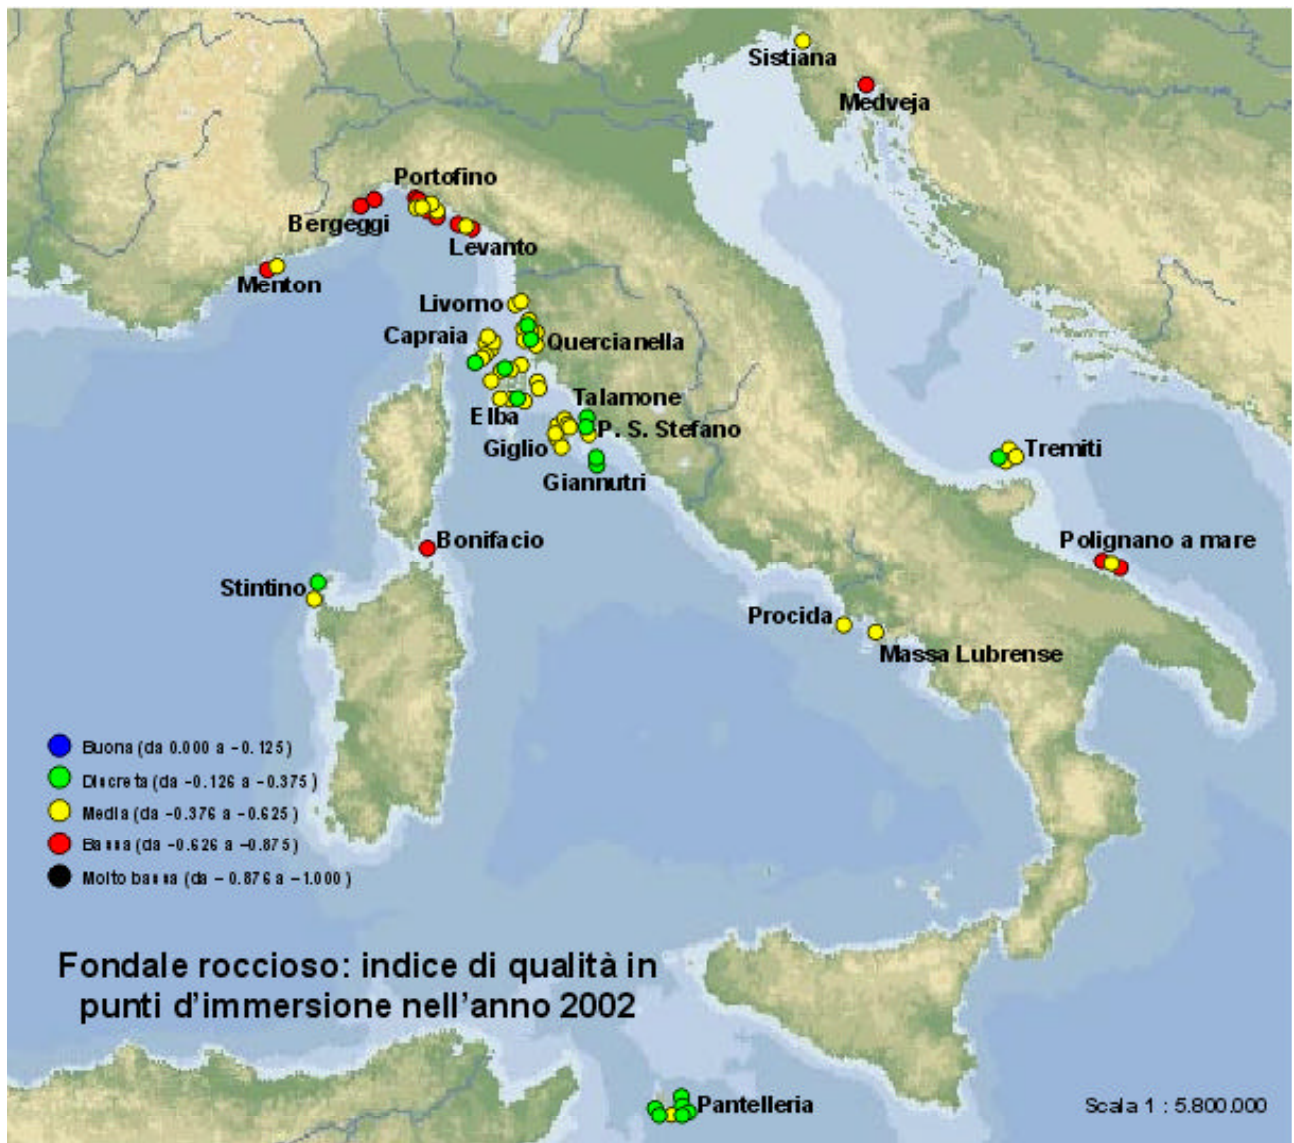 Sistiana
Medveja
Portofino
Bergeggi
Levanto
Menton
Livorno
Capraia
Quercianella
Talamone
Elba
P. S. Stefano
Giglio
Tremiti
Giannutri
Bonifacio
Polignano a mare
Stintino
Procida
Massa Lubrense
Buona (da 0.000 a -0.125)
Discreta (da -0.126 a -0.375)
Media (da -0.376 a -0.625)
Bassa (da -0.626 a -0.875)
Molto bassa (da -0.876 a -1.000)
Fondale roccioso: indice di qualità in
punti d'immersione nell'anno 2002
Pantelleria
Scala 1 : 5.800.000